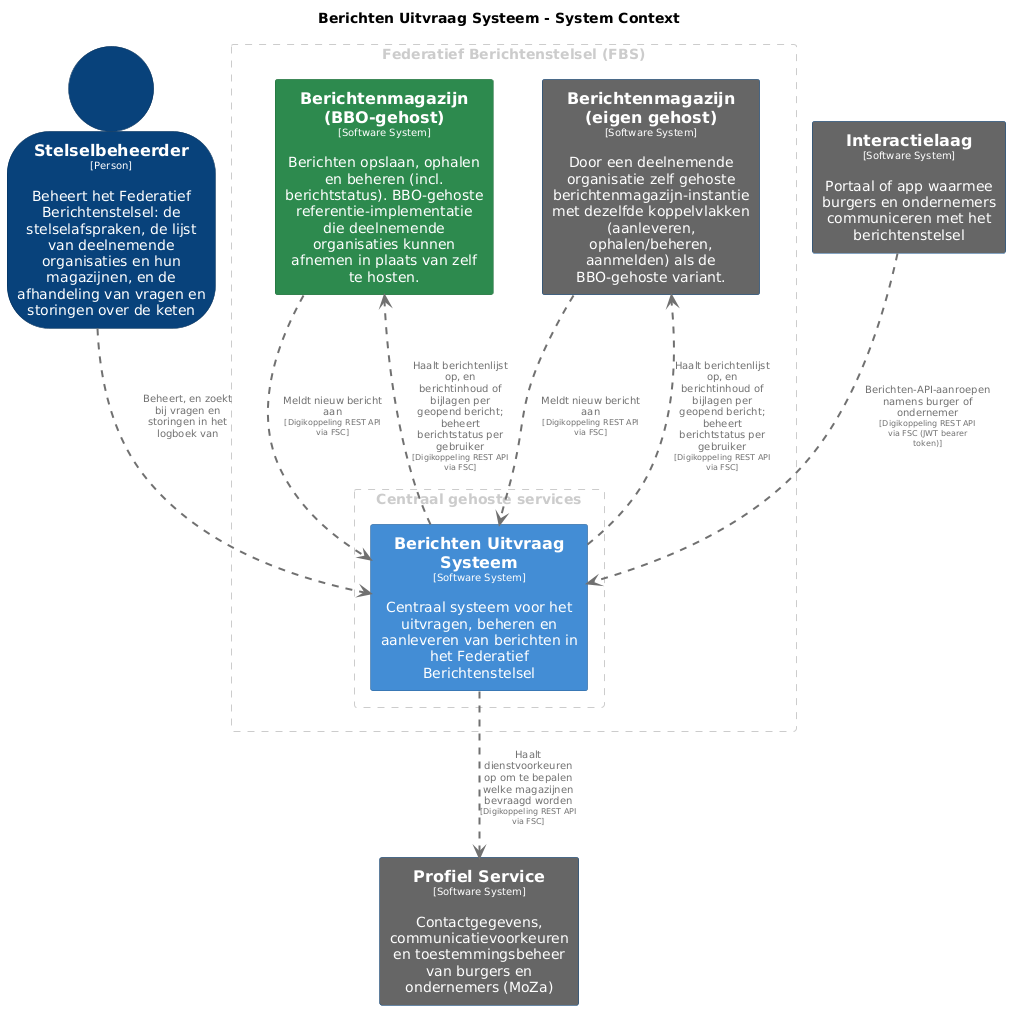 Berichten Uitvraag Systeem - System Context
Federatief Berichtenstelsel (FBS)
Stelselbeheerder
[Person]
Beheert het Federatief
Berichtenstelsel: de
stelselafspraken, de lijst
van deelnemende
organisaties en hun
magazijnen, en de
afhandeling van vragen en
storingen over de keten
Berichtenmagazijn
(BBO-gehost)
[Software System]
Berichten opslaan, ophalen
en beheren (incl.
berichtstatus). BBO-gehoste
referentie-implementatie
die deelnemende
organisaties kunnen
afnemen in plaats van zelf
te hosten.
Berichtenmagazijn
(eigen gehost)
[Software System]
Door een deelnemende
organisatie zelf gehoste
berichtenmagazijn-instantie
met dezelfde koppelvlakken
(aanleveren,
ophalen/beheren,
aanmelden) als de
BBO-gehoste variant.
Interactielaag
[Software System]
Portaal of app waarmee
burgers en ondernemers
communiceren met het
berichtenstelsel
Beheert, en zoekt
bij vragen en
storingen in het
logboek van
Meldt nieuw bericht
aan
[Digikoppeling REST API
via FSC]
Haalt berichtenlijst
op, en
berichtinhoud of
bijlagen per
geopend bericht;
beheert
berichtstatus per
gebruiker
[Digikoppeling REST API
via FSC]
Meldt nieuw bericht
aan
[Digikoppeling REST API
via FSC]
Haalt berichtenlijst
op, en
berichtinhoud of
bijlagen per
geopend bericht;
beheert
berichtstatus per
gebruiker
[Digikoppeling REST API
via FSC]
Berichten-API-aanroepen
namens burger of
ondernemer
[Digikoppeling REST API
via FSC (JWT bearer
token)]
Centraal gehoste services
Berichten Uitvraag
Systeem
[Software System]
Centraal systeem voor het
uitvragen, beheren en
aanleveren van berichten in
het Federatief
Berichtenstelsel
Haalt
dienstvoorkeuren
op om te bepalen
welke magazijnen
bevraagd worden
[Digikoppeling REST API
via FSC]
Profiel Service
[Software System]
Contactgegevens,
communicatievoorkeuren
en toestemmingsbeheer
van burgers en
ondernemers (MoZa)